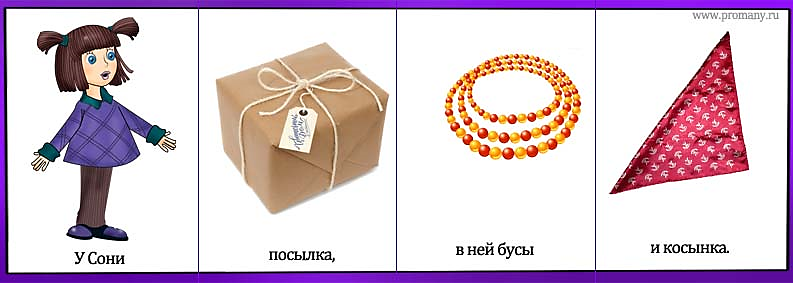 www.promany.ru
У Сони
посылка,
в ней бусы
и косынка.